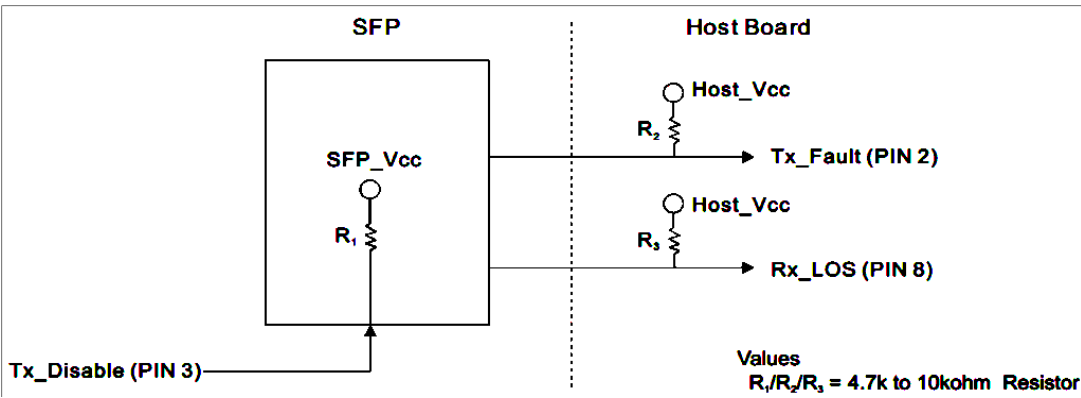 SFP
Host Board
Host_Vcc
R2
SFP_Vcc
Tx_Fault (PIN 2)
Host_Vcc
R1
R3
Rx_LOS (PIN 8)
Tx_Disable (PIN 3)
Values
R1/R2/R3 = 4.7k to 10kohm Resistor